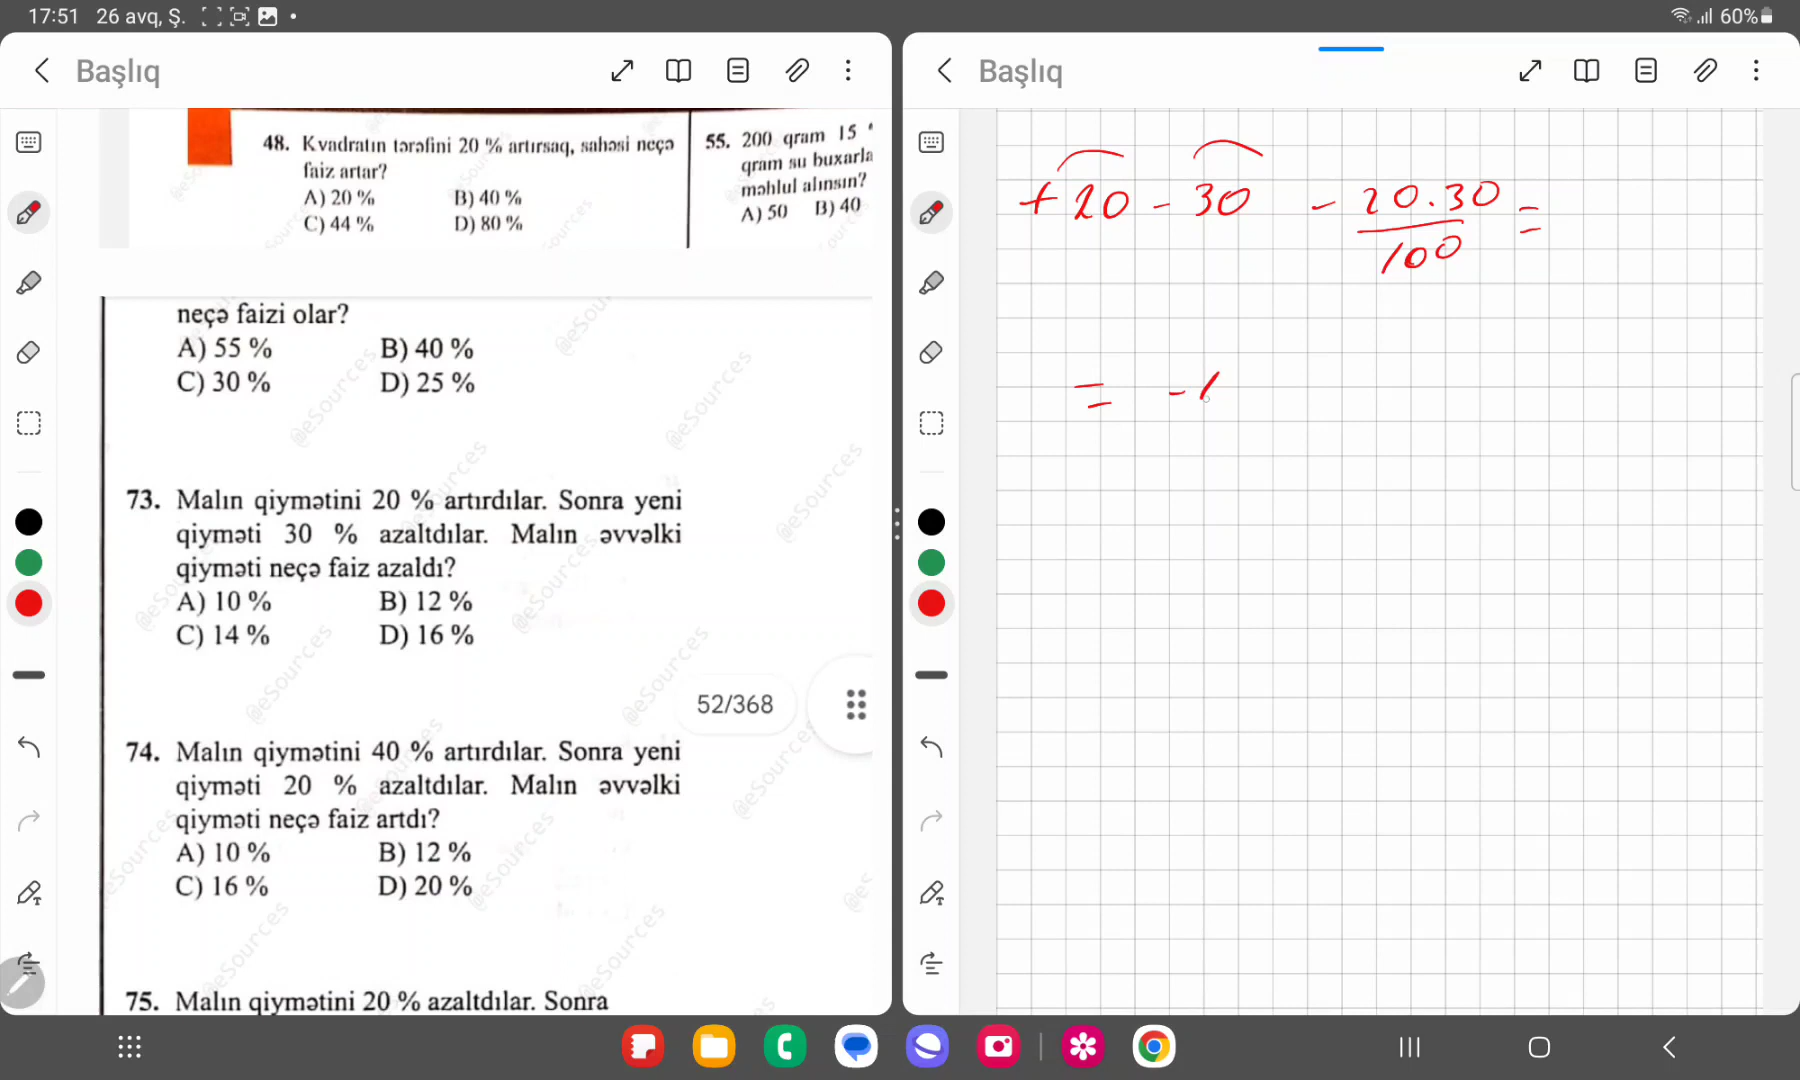 17:51 26 avq, Ş. 60%
Başlıq
48. Kvadratın tərəfini 20 % artırsaq, sahəsi neçə
faiz artar?
A) 20 % B) 40 %
C) 44 % D) 80 %
55. 200 qram 15
qram su buxarla
məhlul alınsın?
A) 50 B) 40
neçə faizi olar?
A) 55 % B) 40 %
C) 30 % D) 25 %
73. Malın qiymətini 20 % artırdılar. Sonra yeni
qiyməti 30 % azaltdılar. Malın əvvəlki
qiyməti neçə faiz azaldı?
A) 10 % B) 12 %
C) 14 % D) 16 %
52/368
74. Malın qiymətini 40 % artırdılar. Sonra yeni
qiyməti 20 % azaltdılar. Malın əvvəlki
qiyməti neçə faiz artdı?
A) 10 % B) 12 %
C) 16 % D) 20 %
75. Malın qiymətini 20 % azaltdılar. Sonra
@eSources
Başlıq
+20 - 30 - 20.30 =
100
= -1